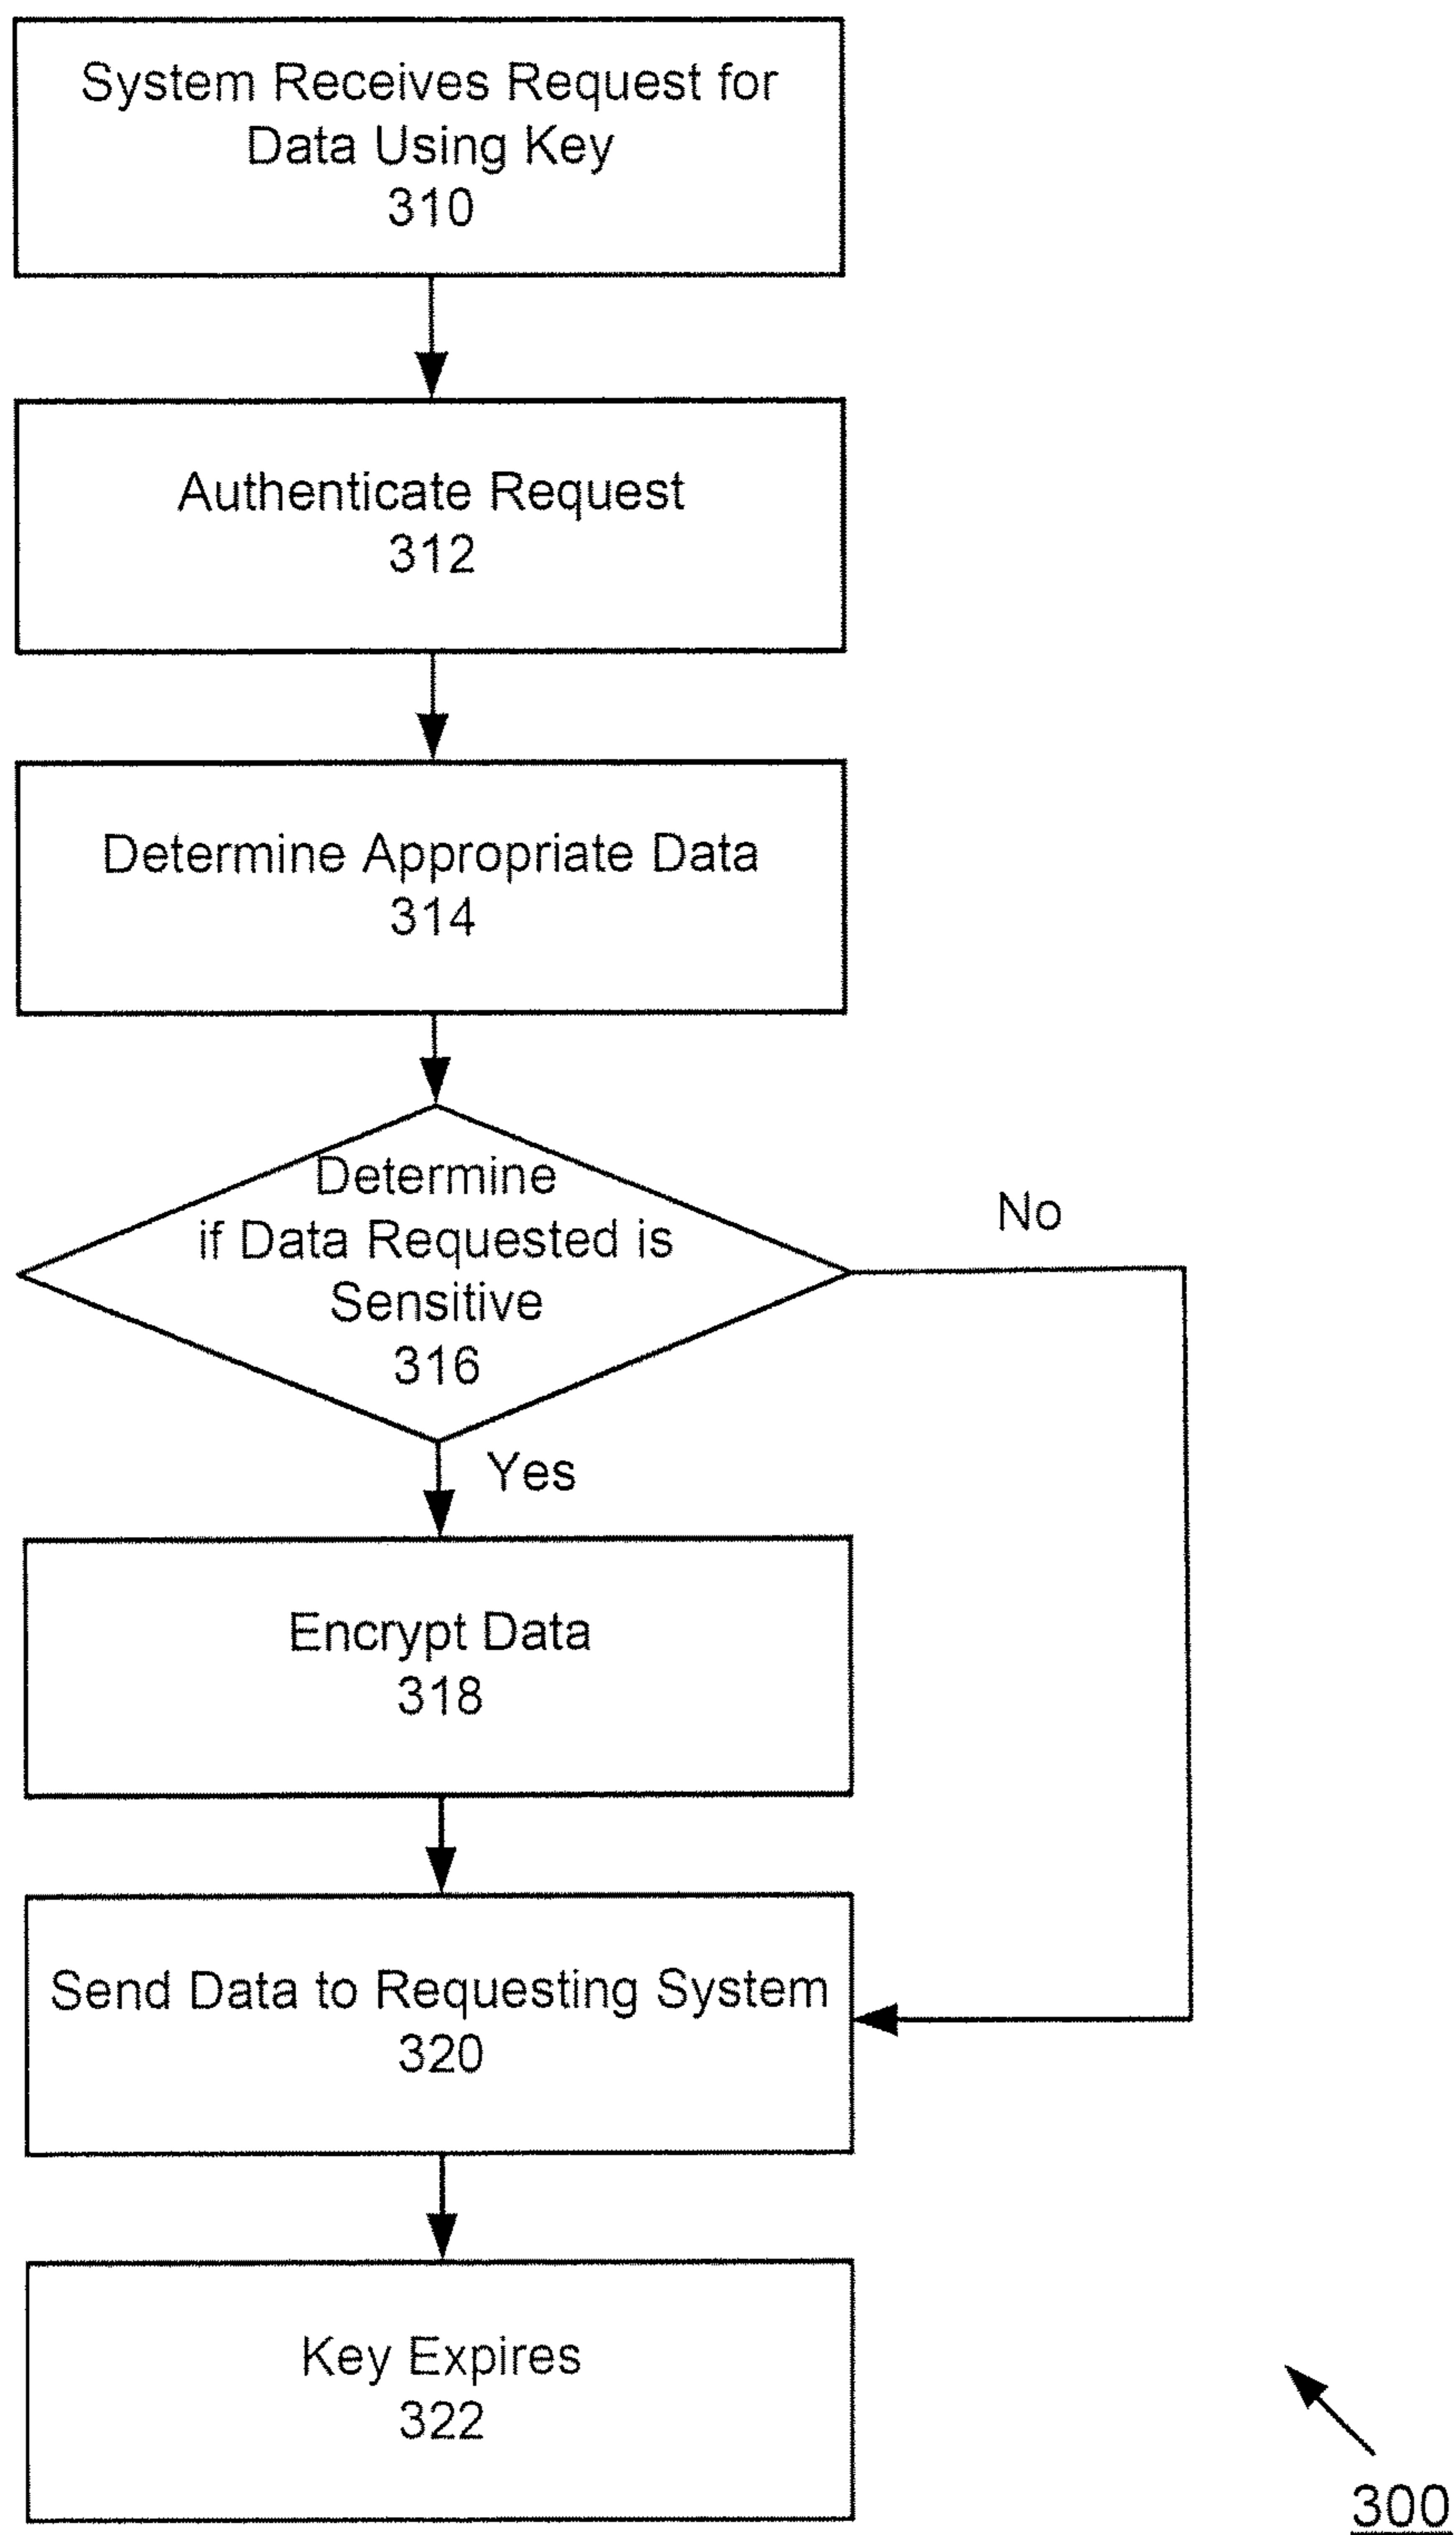 System Receives Request for
Data Using Key
310
Authenticate Request
312
Determine Appropriate Data
314
Determine
if Data Requested is
Sensitive
316
No
Yes
Encrypt Data
318
Send Data to Requesting System
320
Key Expires
322
300